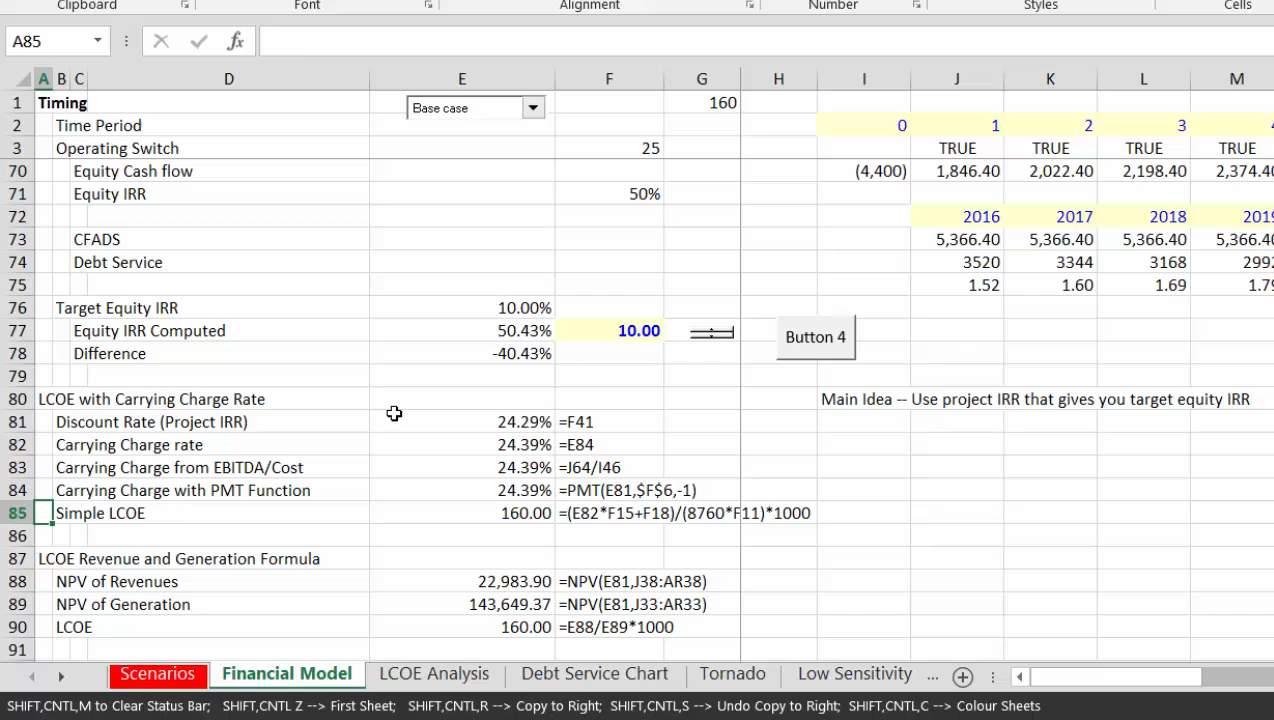 Clipboard Font Alignment Number Styles Cells
A85 fx
A B C D E F G H I J K L M
1 Timing Base case 160
2 Time Period 0 1 2 3 4
3 Operating Switch 25 TRUE TRUE TRUE TRUE
70 Equity Cash flow (4,400) 1,846.40 2,022.40 2,198.40 2,374.40
71 Equity IRR 50%
72 2016 2017 2018 2019
73 CFADS 5,366.40 5,366.40 5,366.40 5,366.40
74 Debt Service 3520 3344 3168 2992
75 1.52 1.60 1.69 1.79
76 Target Equity IRR 10.00%
77 Equity IRR Computed 50.43% 10.00 Button 4
78 Difference -40.43%
79
80 LCOE with Carrying Charge Rate Main Idea -- Use project IRR that gives you target equity IRR
81 Discount Rate (Project IRR) 24.29% =F41
82 Carrying Charge rate 24.39% =E84
83 Carrying Charge from EBITDA/Cost 24.39% =J64/I46
84 Carrying Charge with PMT Function 24.39% =PMT(E81,$F$6,-1)
85 Simple LCOE 160.00 =(E82*F15+F18)/(8760*F11)*1000
86
87 LCOE Revenue and Generation Formula
88 NPV of Revenues 22,983.90 =NPV(E81,J38:AR38)
89 NPV of Generation 143,649.37 =NPV(E81,J33:AR33)
90 LCOE 160.00 =E88/E89*1000
91
Scenarios Financial Model LCOE Analysis Debt Service Chart Tornado Low Sensitivity ...
SHIFT,CNTL,M to Clear Status Bar; SHIFT,CNTL Z --> First Sheet; SHIFT,CNTL,R --> Copy to Right; SHIFT,CNTL,S --> Undo Copy to Right; SHIFT,CNTL,C --> Colour Sheets